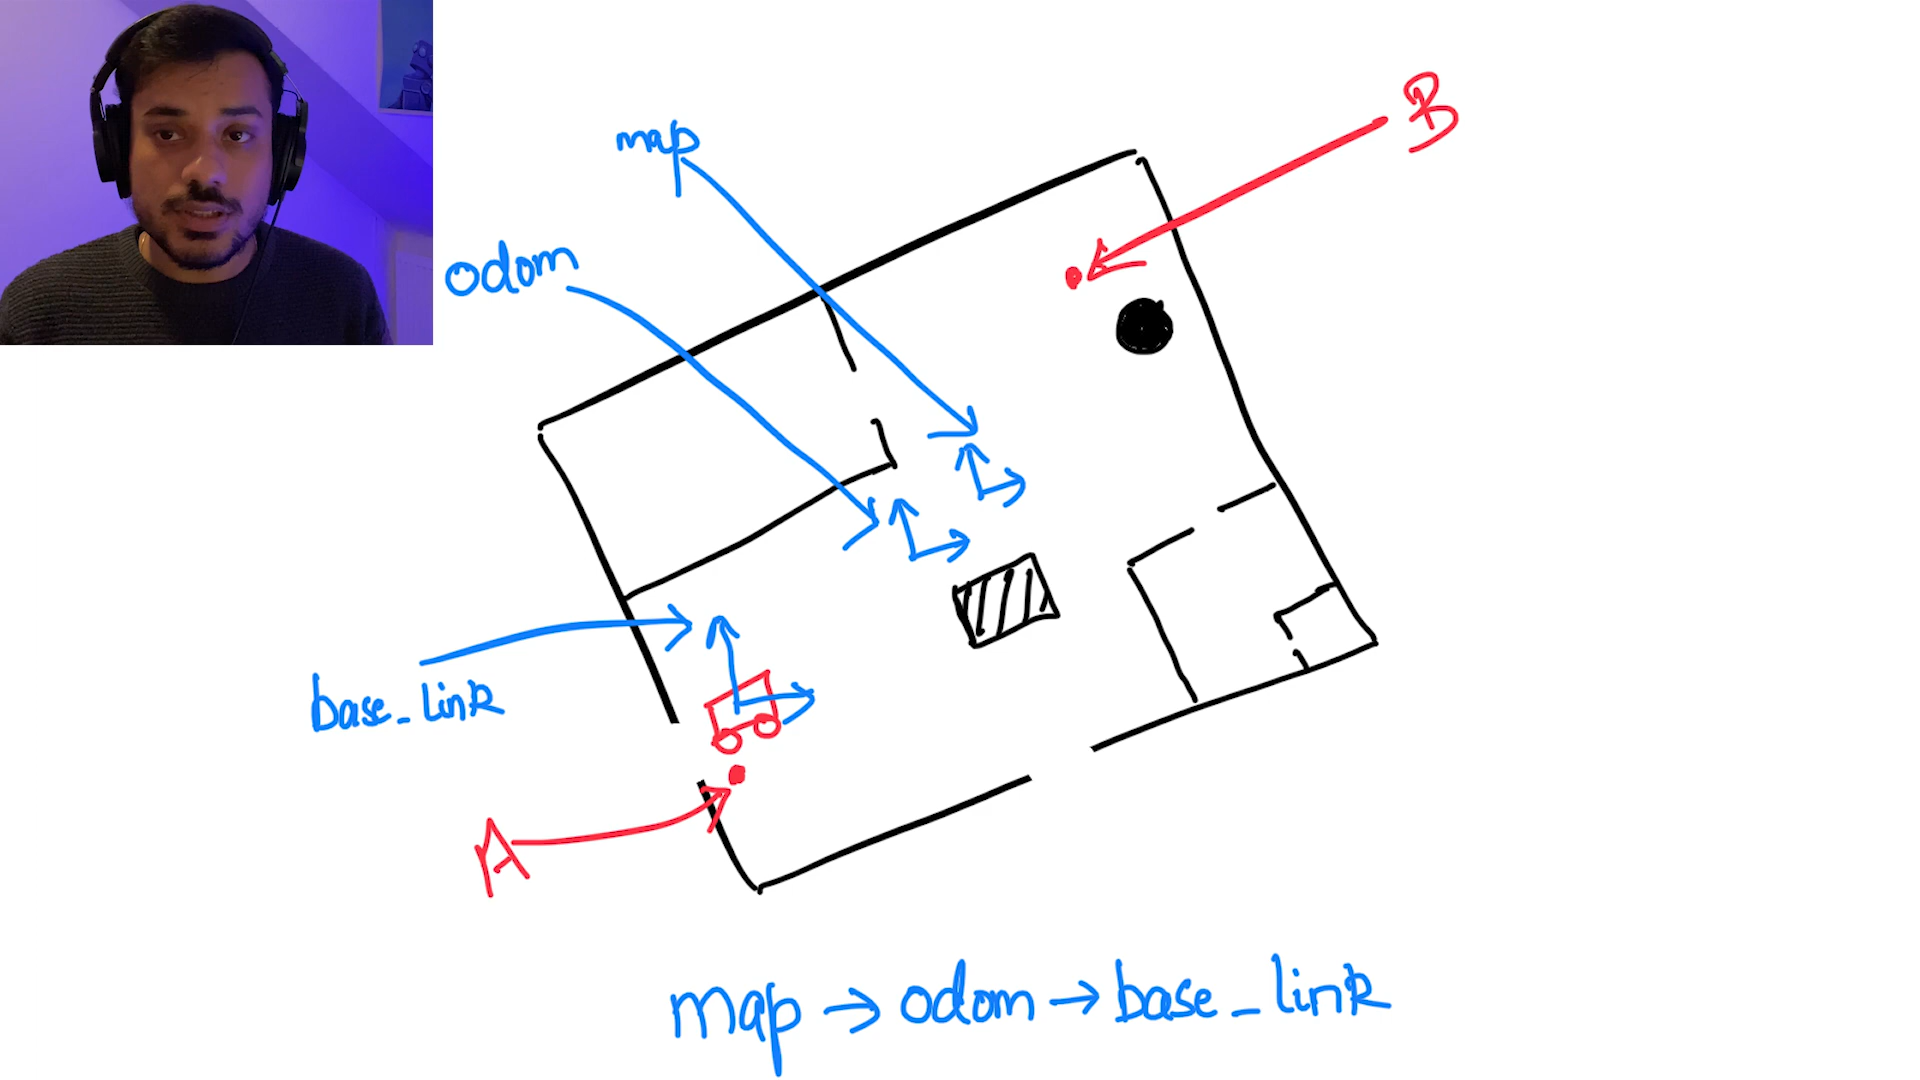 map
B
odom
base_link
A
map → odom → base_link